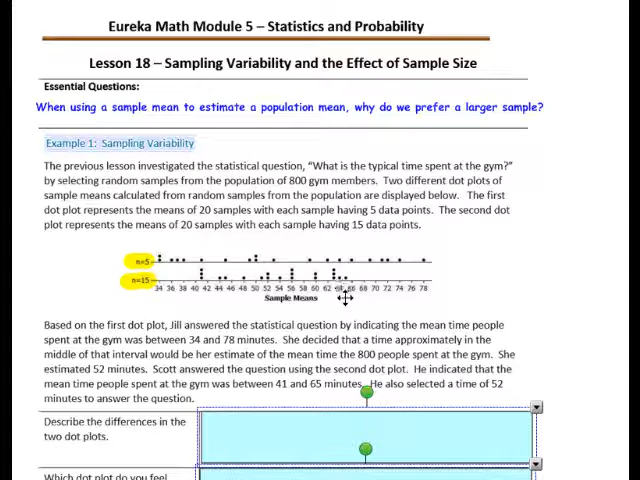 Eureka Math Module 5 – Statistics and Probability
Lesson 18 – Sampling Variability and the Effect of Sample Size
Essential Questions:
When using a sample mean to estimate a population mean, why do we prefer a larger sample?
Example 1: Sampling Variability
The previous lesson investigated the statistical question, “What is the typical time spent at the gym?”
by selecting random samples from the population of 800 gym members. Two different dot plots of
sample means calculated from random samples from the population are displayed below. The first
dot plot represents the means of 20 samples with each sample having 5 data points. The second dot
plot represents the means of 20 samples with each sample having 15 data points.
n=5
n=15
34 36 38 40 42 44 46 48 50 52 54 56 58 60 62 64 66 68 70 72 74 76 78
Sample Means
Based on the first dot plot, Jill answered the statistical question by indicating the mean time people
spent at the gym was between 34 and 78 minutes. She decided that a time approximately in the
middle of that interval would be her estimate of the mean time the 800 people spent at the gym. She
estimated 52 minutes. Scott answered the question using the second dot plot. He indicated that the
mean time people spent at the gym was between 41 and 65 minutes. He also selected a time of 52
minutes to answer the question.
Describe the differences in the
two dot plots.
Which dot plot do you feel